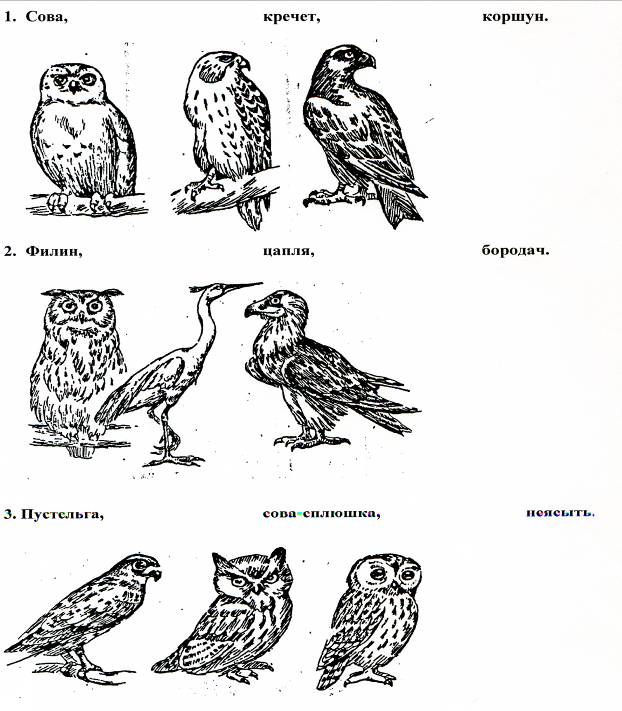 1. Сова, кречет, коршун.
2. Филин, цапля, бородач.
3. Пустельга, сова-сплюшка, неясыть.